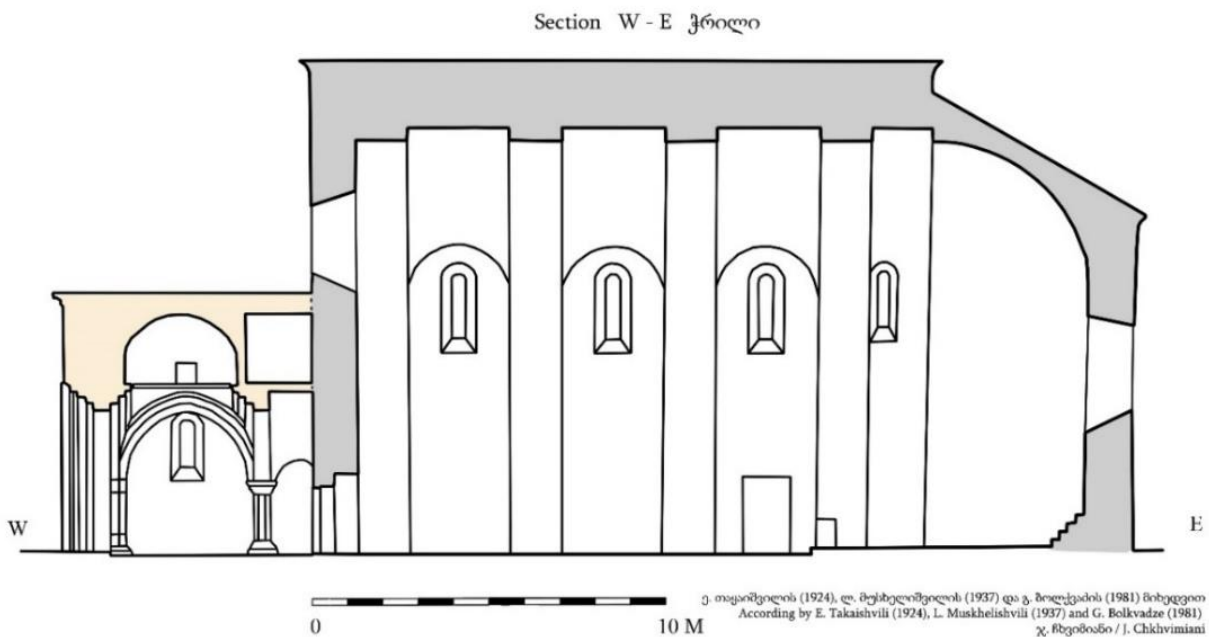 Section W - E ჭრილი
W
E
0
10 M
ე. თაყაიშვილის (1924), ლ. მუსხელიშვილის (1937) და გ. ბოლქვაძის (1981) მიხედვით
According by E. Takaishvili (1924), L. Muskhelishvili (1937) and G. Bolkvadze (1981)
ჯ. ჩხვიმიანი / J. Chkhvimiani